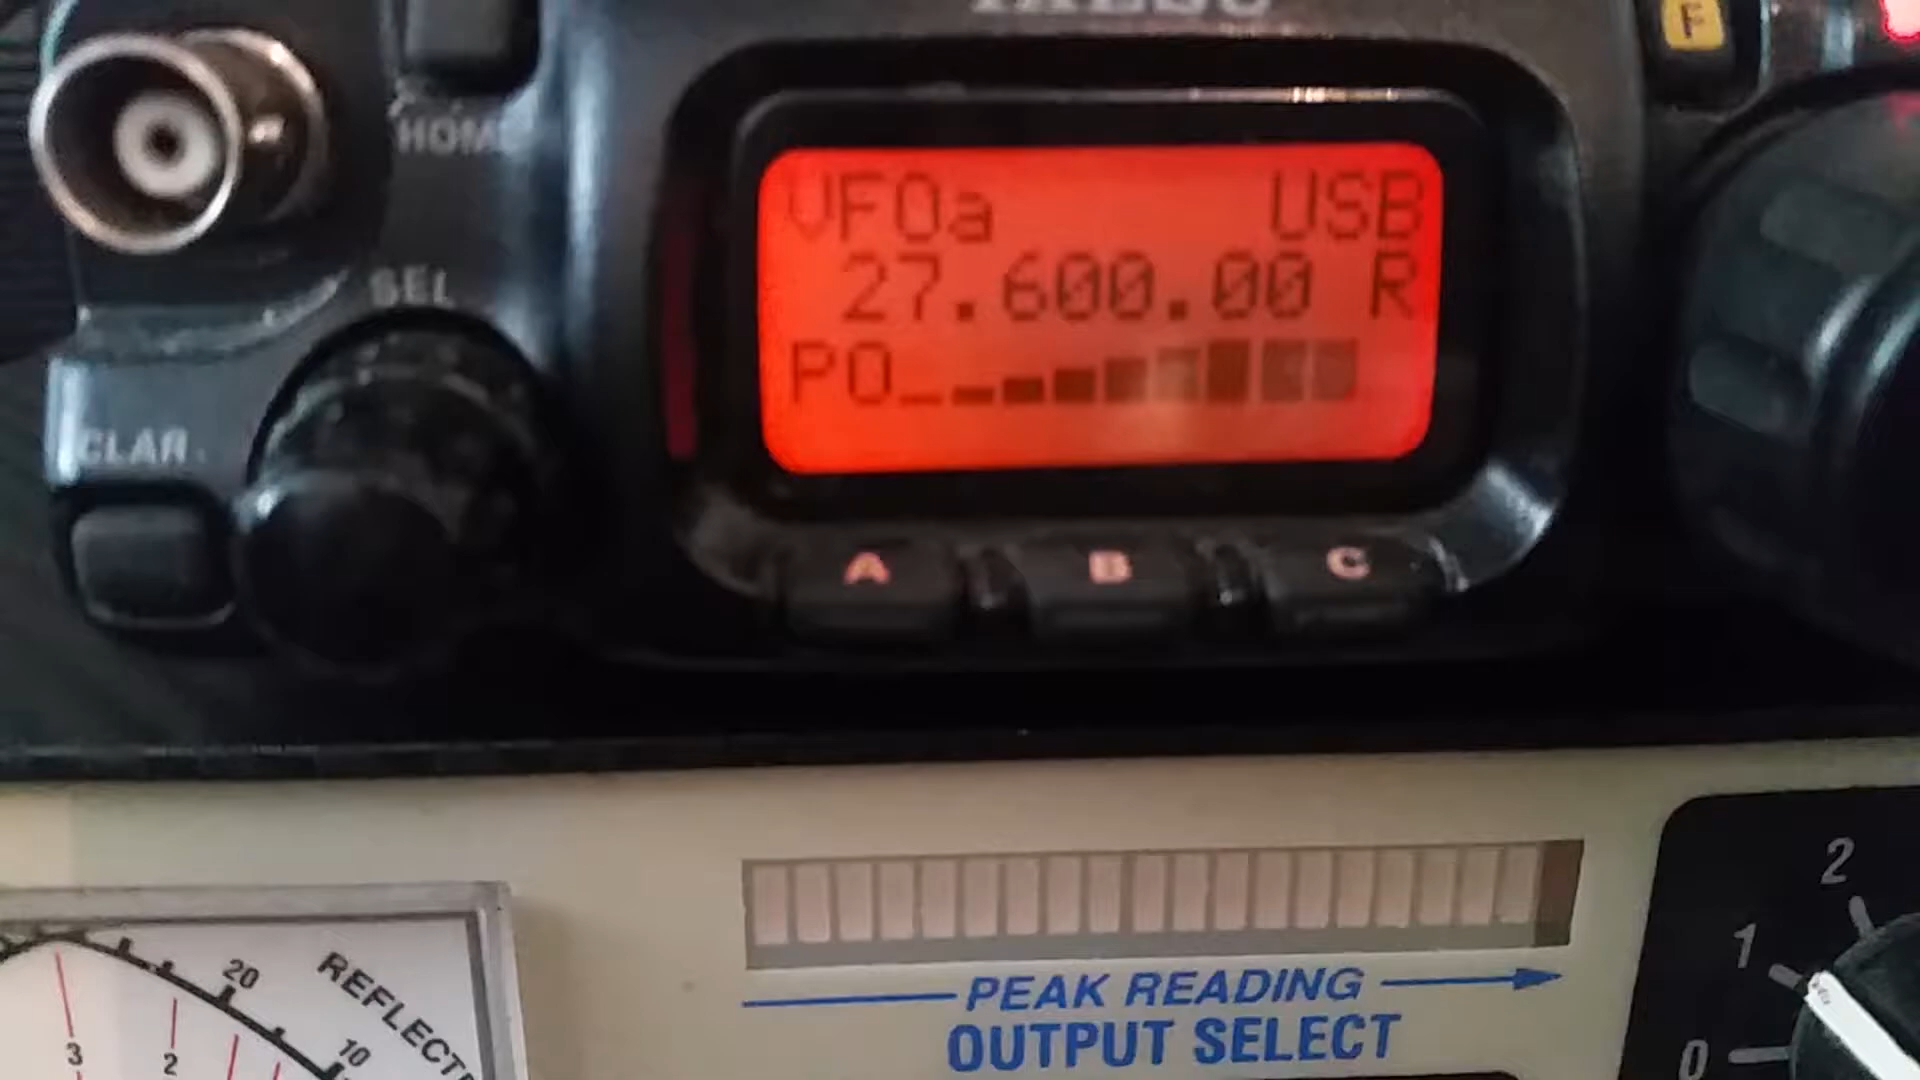 F
HOME
VFOa USB
27.600.00 R
PO
SEL
CLAR
A B C
PEAK READING
OUTPUT SELECT
20
10
3
2
2
1
0